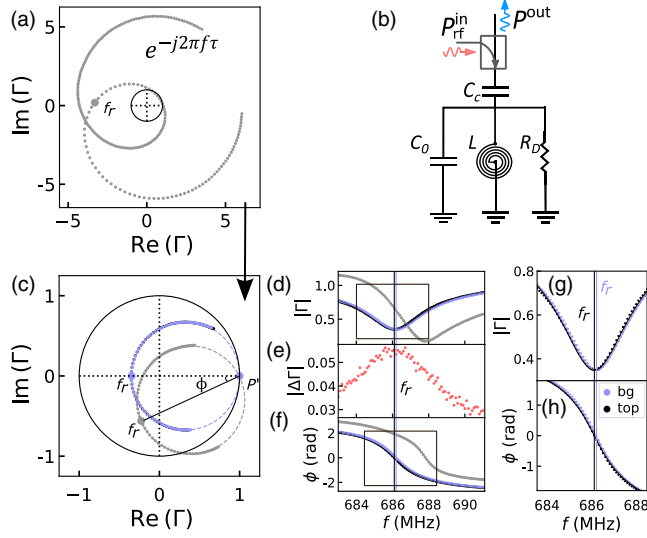 (a)
e^{-j2πfτ}
f_r
Im (Γ)
5
0
-5
-5
0
5
Re (Γ)
(b)
P_rf^in
P^out
C_c
C_0
L
R_D
(c)
Im (Γ)
1
0
-1
-1
0
1
Re (Γ)
f_r
Φ
P'
f_r
(d)
|Γ|
1.0
0.5
(e)
|ΔΓ|
0.05
0.03
f_r
(f)
ϕ (rad)
2
0
-2
684
686
688
690
f (MHz)
(g)
|Γ|
0.8
0.6
0.4
f_r
f_r
(h)
bg
top
1
0
-1
684
686
688
ϕ (rad)
f (MHz)